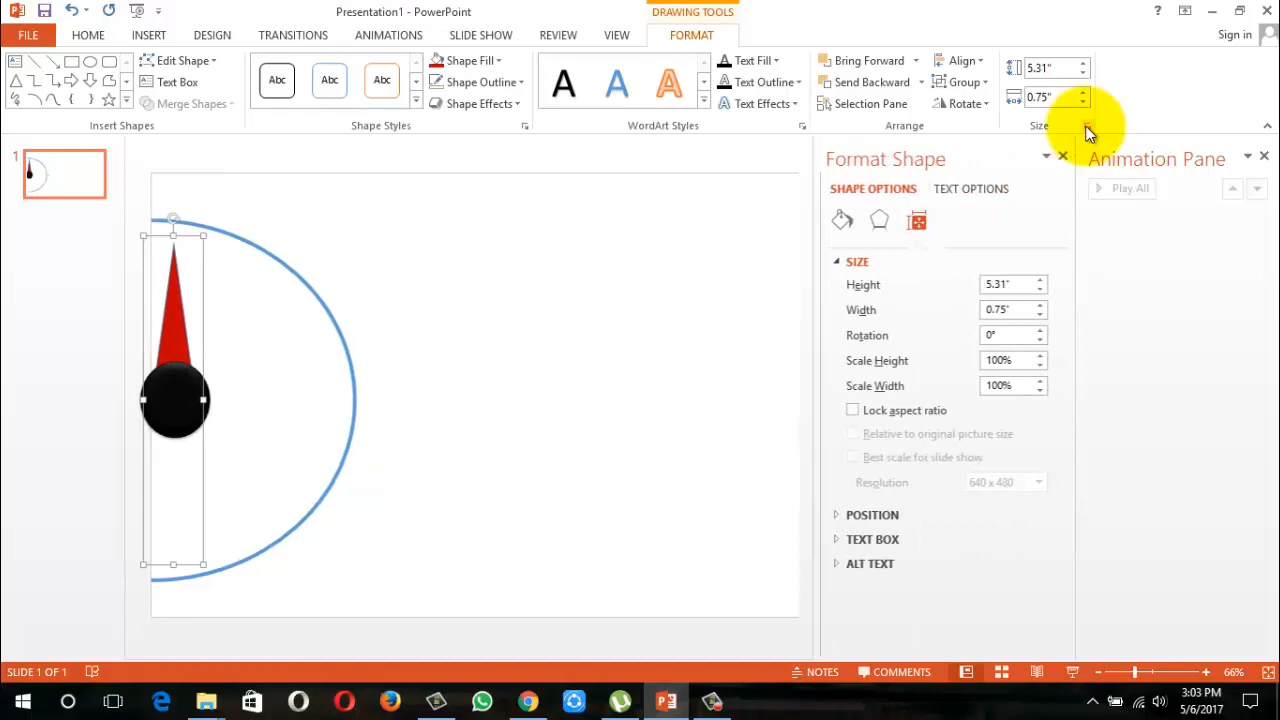 Presentation1 - PowerPoint
DRAWING TOOLS
?
FILE
HOME
INSERT
DESIGN
TRANSITIONS
ANIMATIONS
SLIDE SHOW
REVIEW
VIEW
FORMAT
Sign in
Edit Shape
Text Box
Merge Shapes
Insert Shapes
Abc
Abc
Abc
Shape Fill
Shape Outline
Shape Effects
Shape Styles
A
A
A
Text Fill
Text Outline
Text Effects
WordArt Styles
Bring Forward
Send Backward
Selection Pane
Align
Group
Rotate
Arrange
5.31"
0.75"
Size
1
Format Shape
SHAPE OPTIONS
TEXT OPTIONS
SIZE
Height
5.31"
Width
0.75"
Rotation
0°
Scale Height
100%
Scale Width
100%
Lock aspect ratio
Relative to original picture size
Best scale for slide show
Resolution
640 x 480
POSITION
TEXT BOX
ALT TEXT
Animation Pane
Play All
SLIDE 1 OF 1
NOTES
COMMENTS
66%
3:03 PM
5/6/2017